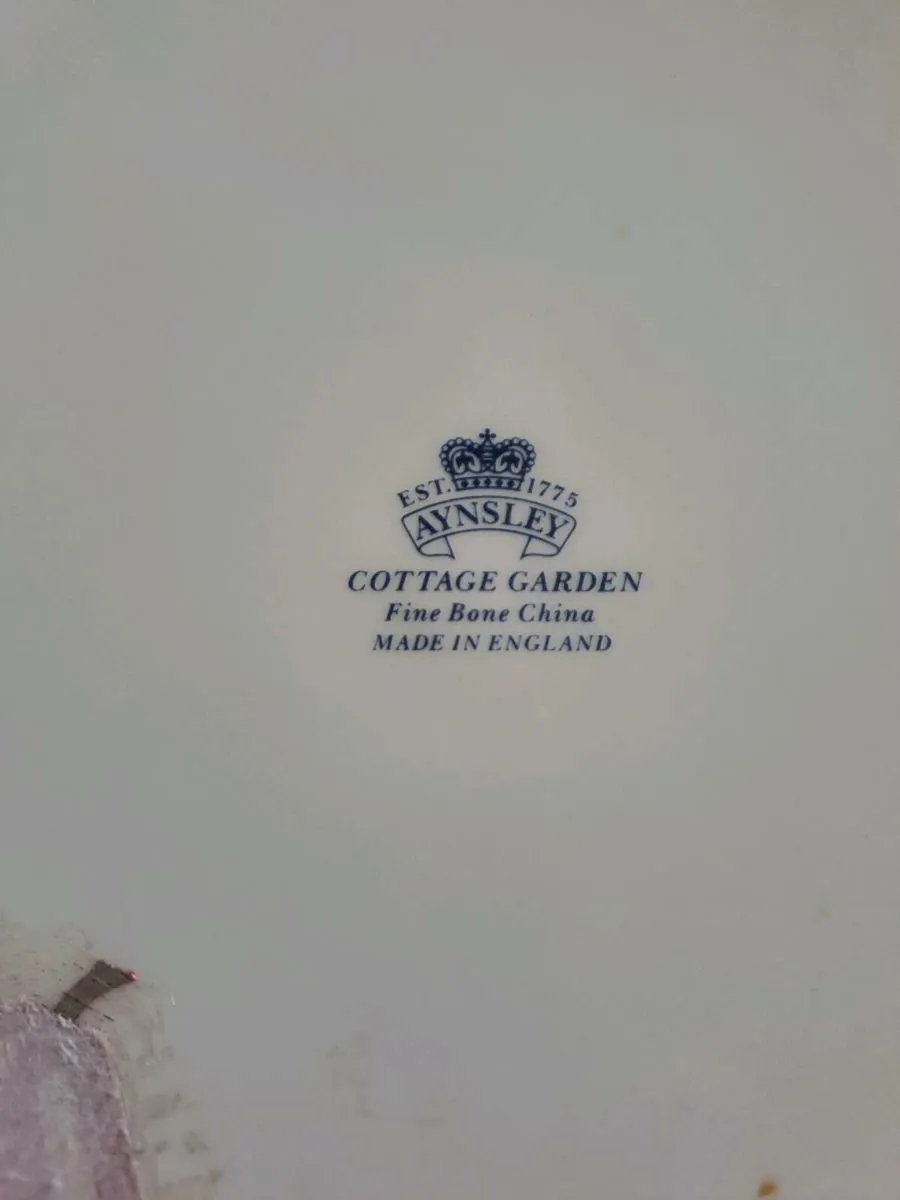 EST. 1775
AYNSLEY
COTTAGE GARDEN
Fine Bone China
MADE IN ENGLAND